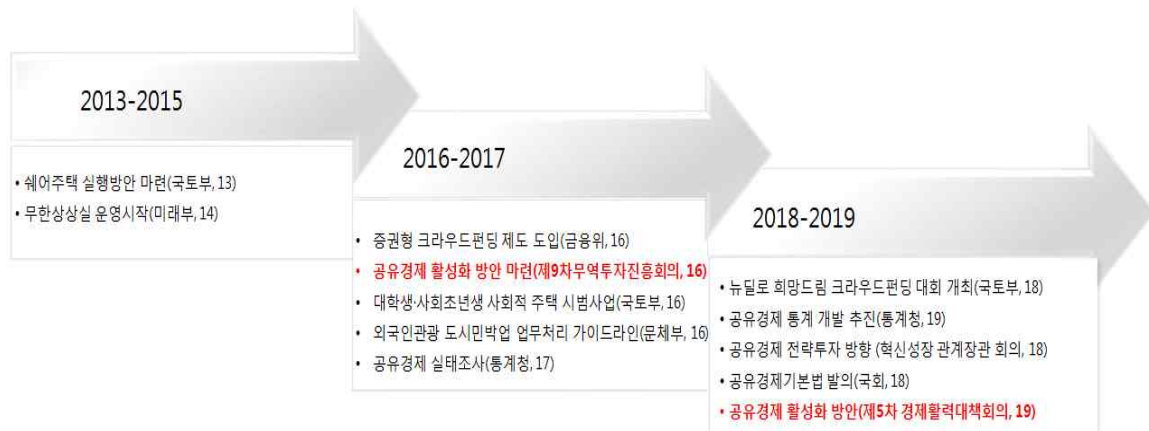 2013-2015
• 쉐어주택 실행방안 마련(국토부, 13)
• 무한상상실 운영시작(미래부, 14)
2016-2017
• 증권형 크라우드펀딩 제도 도입(금융위, 16)
• 공유경제 활성화 방안 마련(제9차무역투자진흥회의, 16)
• 대학생·사회초년생 사회적 주택 시범사업(국토부, 16)
• 외국인관광 도시민박업 업무처리 가이드라인(문체부, 16)
• 공유경제 실태조사(통계청, 17)
2018-2019
• 뉴딜로 희망드림 크라우드펀딩 대회 개최(국토부, 18)
• 공유경제 통계 개발 추진(통계청, 19)
• 공유경제 전략투자 방향 (혁신성장 관계장관 회의, 18)
• 공유경제기본법 발의(국회, 18)
• 공유경제 활성화 방안(제5차 경제활력대책회의, 19)